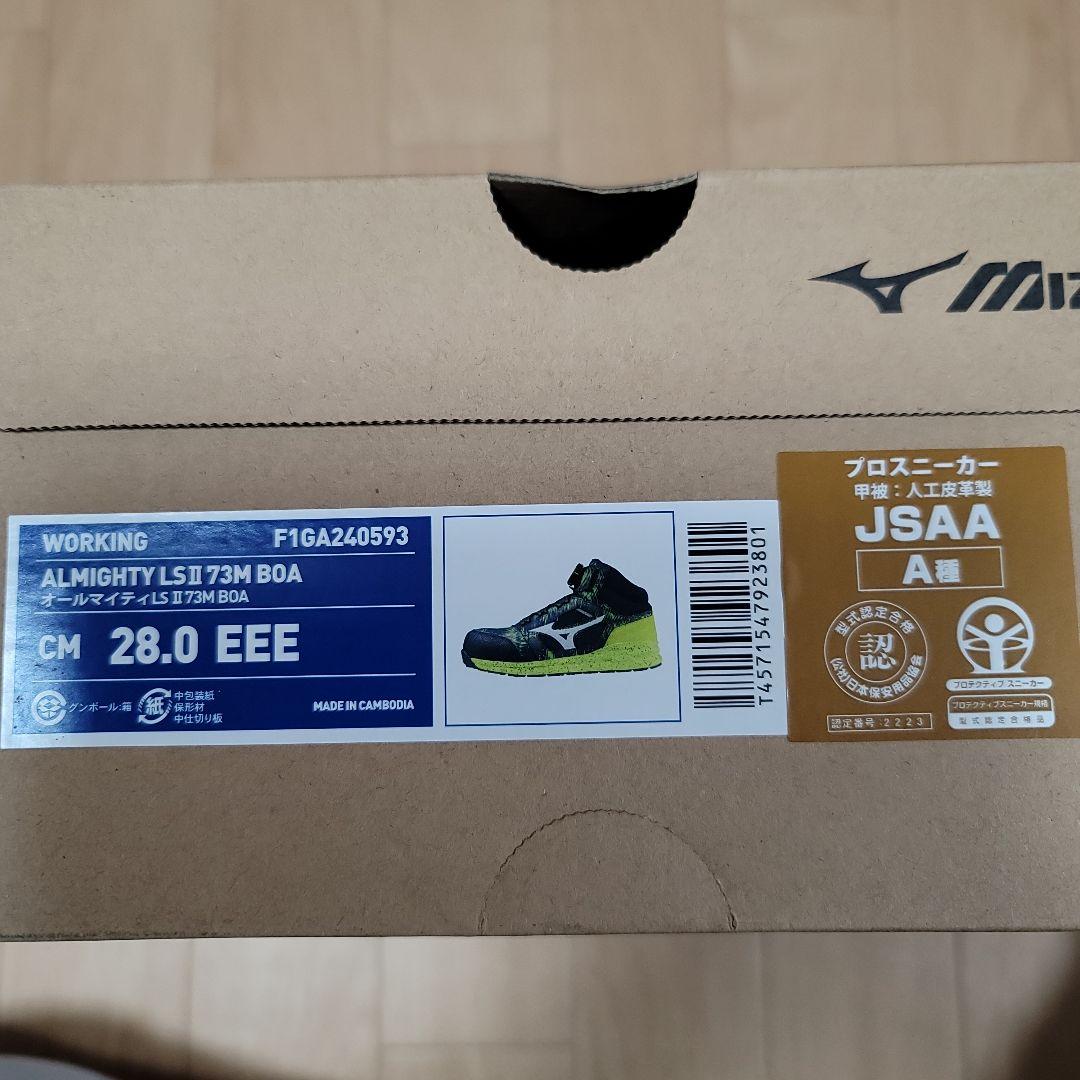 MIZ
プロスニーカー
甲被：人工皮革製
JSAA
A種
型式認定合格
認
(公社)日本保安用品協会
認定番号:2223
プロテクティブ スニーカー
プロテクティブスニーカー規格
型式認定合格品
WORKING F1GA240593
ALMIGHTY LSⅡ 73M BOA
オールマイティLSⅡ73M BOA
CM 28.0 EEE
ダンボール:箱
紙
中包装紙
保形材
中仕切り板
MADE IN CAMBODIA
T4571547923801